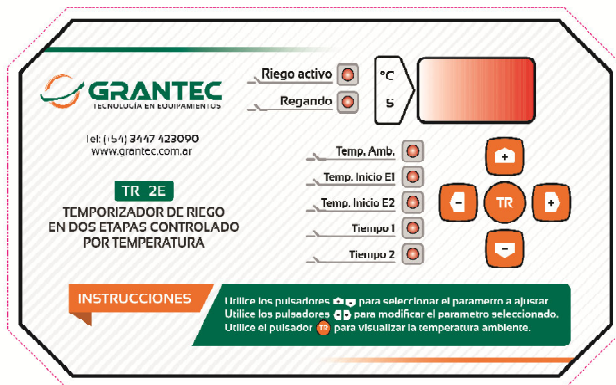 GRANTEC
TECNOLOGÍA EN EQUIPAMIENTOS
Tel: (+54) 3447 423090
www.grantec.com.ar
TR 2E
TEMPORIZADOR DE RIEGO
EN DOS ETAPAS CONTROLADO
POR TEMPERATURA
Riego activo
Regando
°C
S
Temp. Amb.
Temp. Inicio E1
Temp. Inicio E2
Tiempo 1
Tiempo 2
+
-
TR
+
-
INSTRUCCIONES
Utilice los pulsadores + - para seleccionar el parametro a ajustar
Utilice los pulsadores - + para modificar el parametro seleccionado.
Utilice el pulsador TR para visualizar la temperatura ambiente.